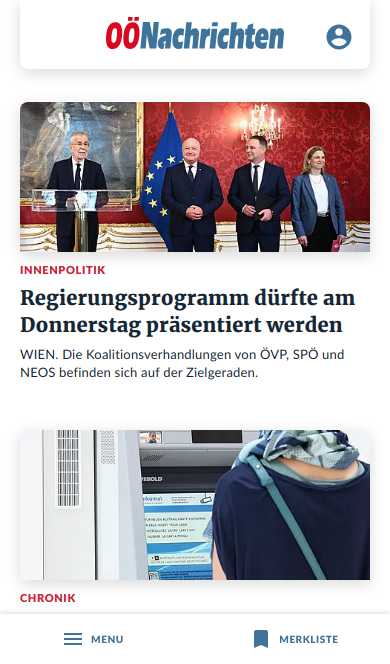 OÖNachrichten
INNENPOLITIK
Regierungsprogramm dürfte am
Donnerstag präsentiert werden
WIEN. Die Koalitionsverhandlungen von ÖVP, SPÖ und
NEOS befinden sich auf der Zielgeraden.
CHRONIK
MENU
MERKLISTE